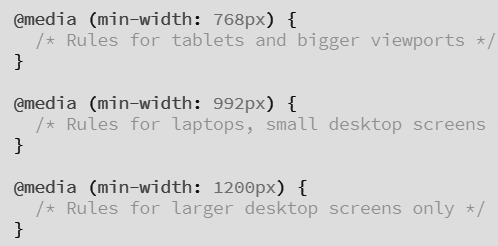 @media (min-width: 768px) {
/* Rules for tablets and bigger viewports */
}
@media (min-width: 992px) {
/* Rules for laptops, small desktop screens
}
@media (min-width: 1200px) {
/* Rules for larger desktop screens only */
}